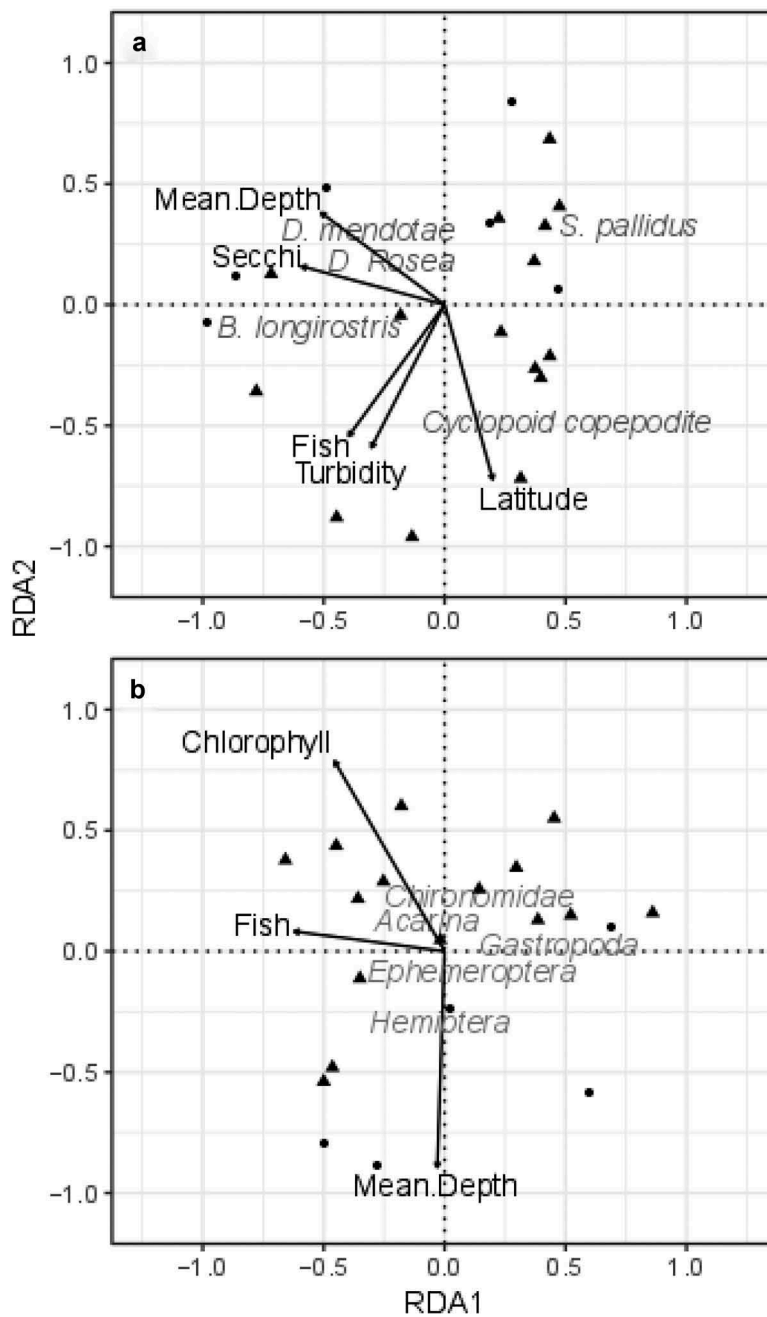 a
1.0
Mean.Depth
D. mendotae
S. pallidus
0.5
Secchi
D. Rosea
0.0
B. longirostris
−0.5
Cyclopoid copepodite
Fish
Turbidity
Latitude
−1.0
−1.0 −0.5 0.0 0.5 1.0
RDA2
b
1.0
Chlorophyll
0.5
Chironomidae
Acarina
Fish
Gastropoda
0.0
Ephemeroptera
Hemiptera
−0.5
−1.0
Mean.Depth
−1.0 −0.5 0.0 0.5 1.0
RDA1